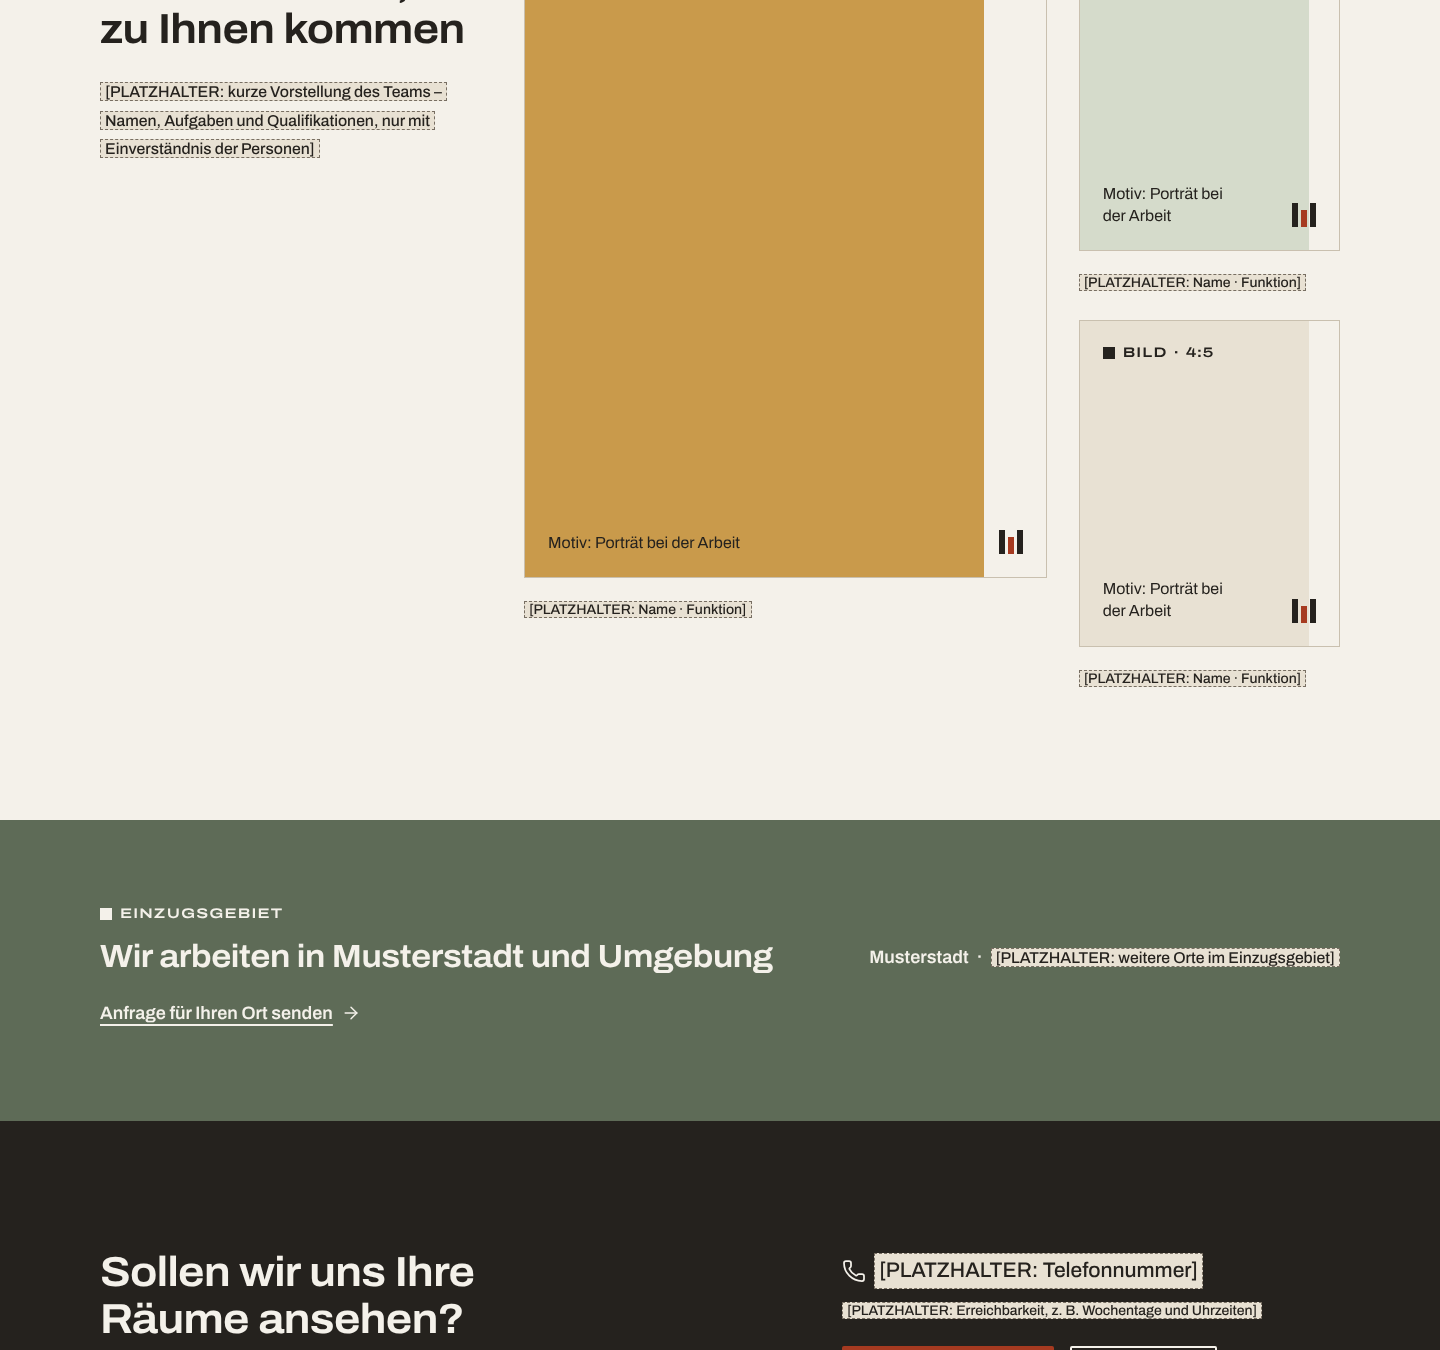 zu Ihnen kommen
[PLATZHALTER: kurze Vorstellung des Teams –
Namen, Aufgaben und Qualifikationen, nur mit
Einverständnis der Personen]
Motiv: Porträt bei der Arbeit
[PLATZHALTER: Name · Funktion]
Motiv: Porträt bei
der Arbeit
[PLATZHALTER: Name · Funktion]
BILD · 4:5
Motiv: Porträt bei
der Arbeit
[PLATZHALTER: Name · Funktion]
EINZUGSGEBIET
Wir arbeiten in Musterstadt und Umgebung
Anfrage für Ihren Ort senden
Musterstadt · [PLATZHALTER: weitere Orte im Einzugsgebiet]
Sollen wir uns Ihre
Räume ansehen?
[PLATZHALTER: Telefonnummer]
[PLATZHALTER: Erreichbarkeit, z. B. Wochentage und Uhrzeiten]